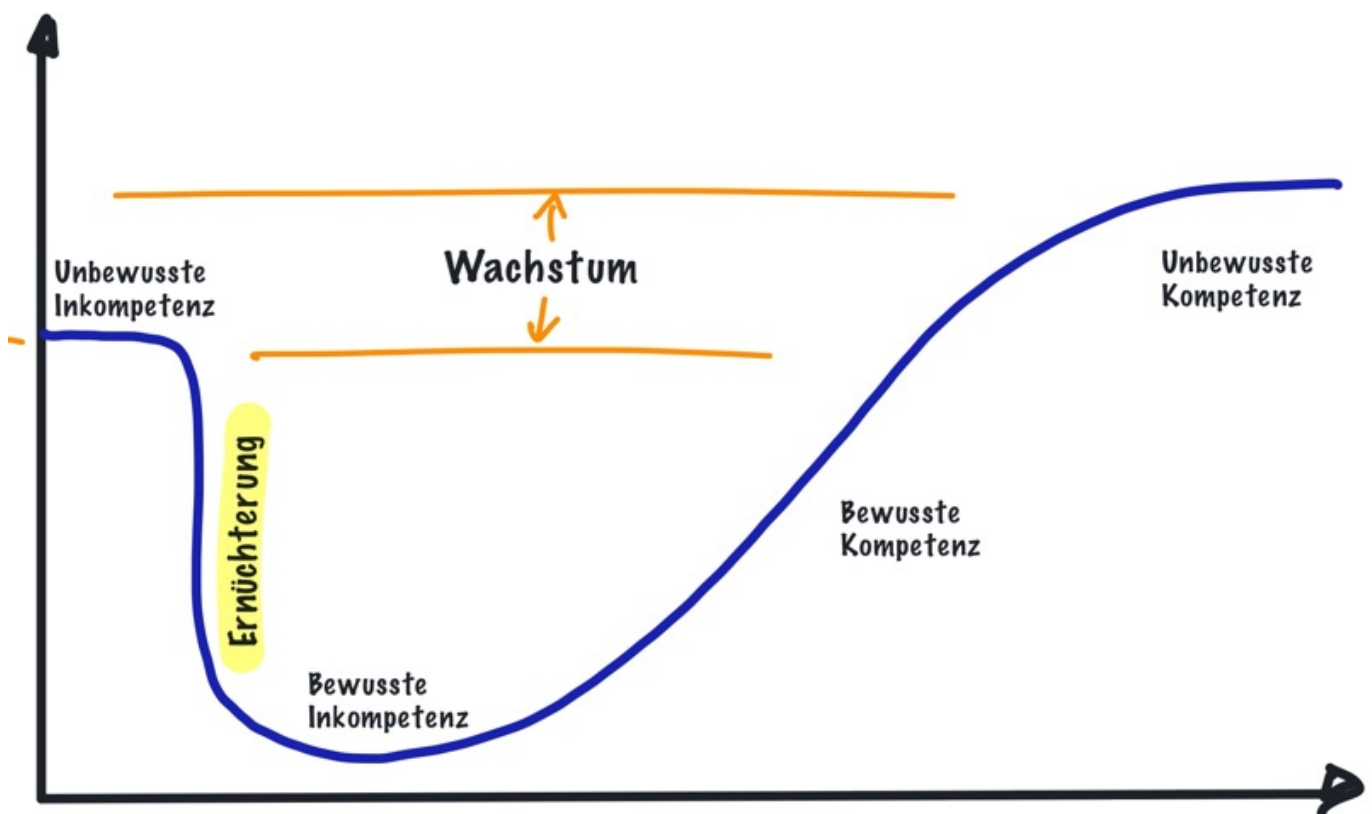 Wachstum
Unbewusste
Inkompetenz
Unbewusste
Kompetenz
Ernüchterung
Bewusste
Kompetenz
Bewusste
Inkompetenz